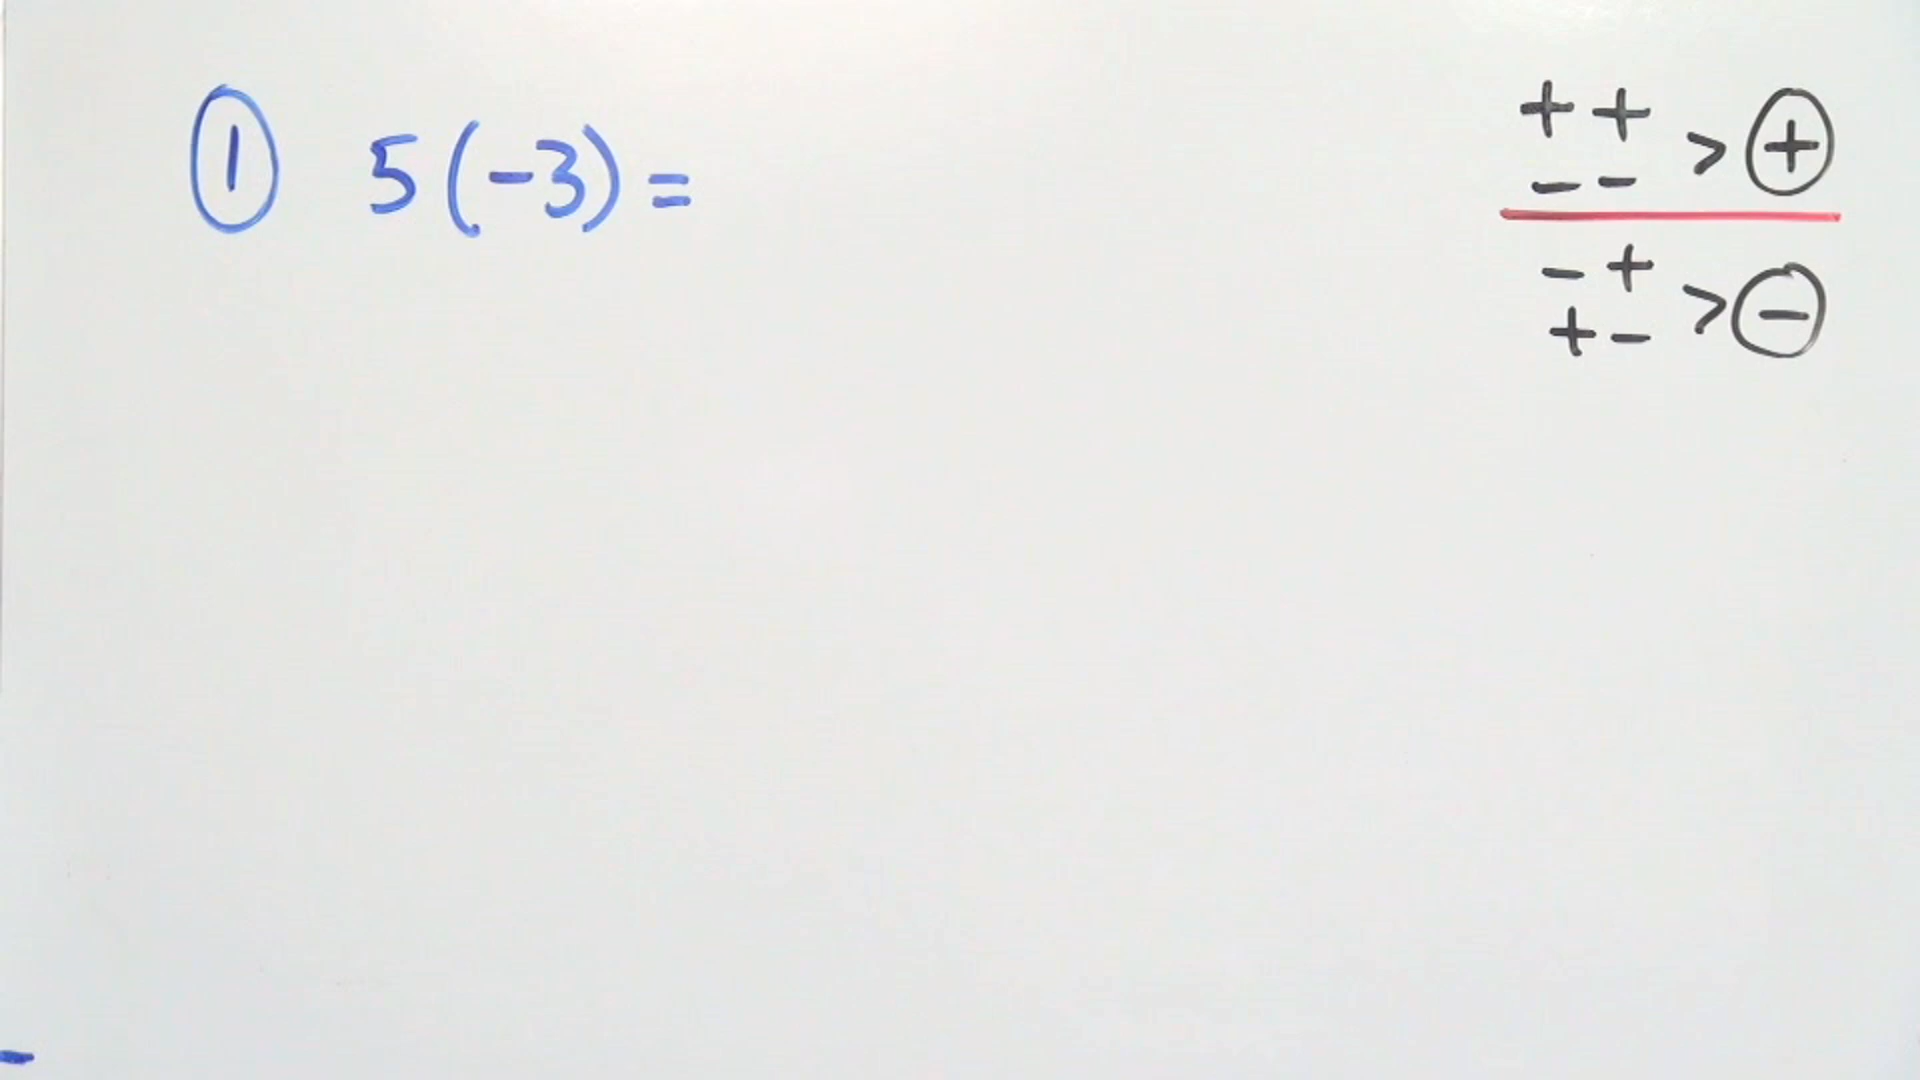 ① 5(-3)=
+ +
- - > ⊕
- +
+ - > ⊖